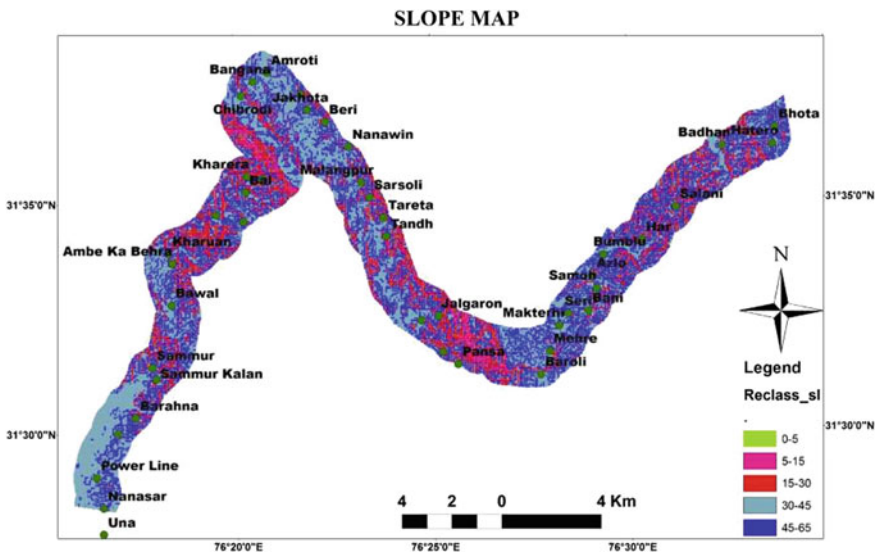 SLOPE MAP
Amroti
Bangana
Jakhota
Chibrodi
Beri
Nanawin
Bhota
Badhan
Hatero
Kharera
Malangpur
Bal
Sarsoli
Salani
31°35'0"N
31°35'0"N
Tareta
Tandh
Kharuan
Har
Bumblu
Ambe Ka Behra
N
Azlo
Samoh
Bawal
Seri
Bani
Jalgaron
Makterhi
Mehre
Pansa
Baroli
Sammur
Sammur Kalan
Legend
Reclass_sl
Barahna
31°30'0"N
31°30'0"N
0-5
5-15
Power Line
15-30
Nanasar
30-45
Una
4 2 0 4 Km
45-65
76°20'0"E
76°25'0"E
76°30'0"E